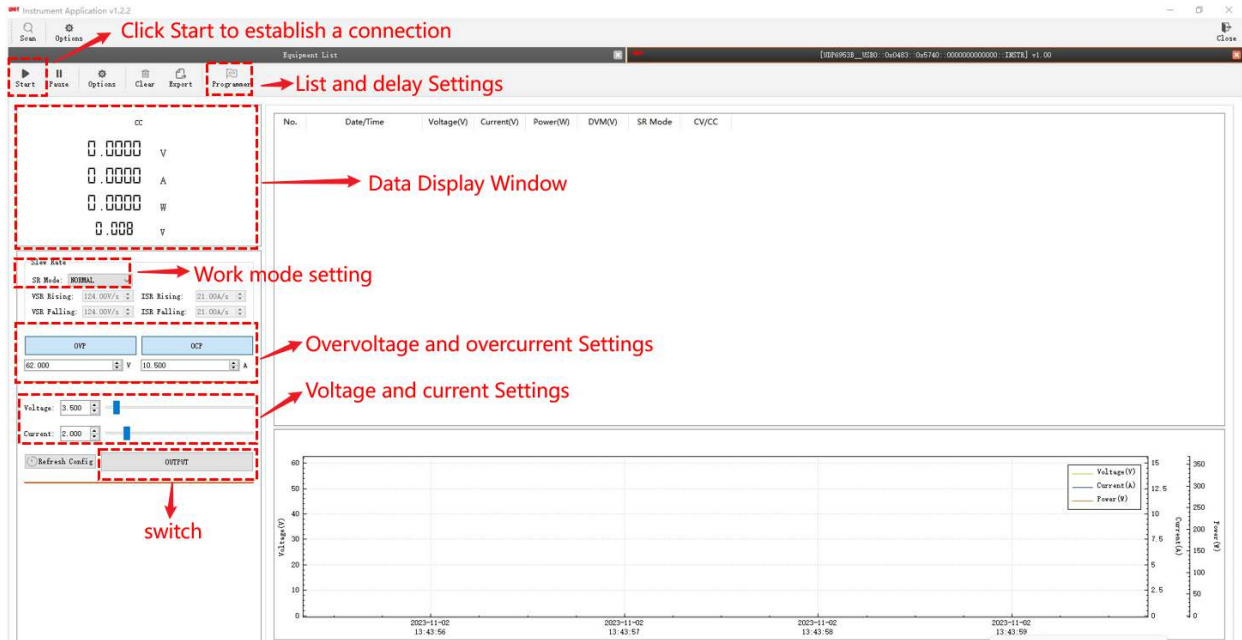 UNI-T Instrument Application v1.2.2
Scan Options Click Start to establish a connection Close
Equipment List [UDP6953B__USB0::0x0483::0x5740::0000000000000::INSTR] v1.00
Start Pause Options Clear Export Programmer List and delay Settings
CC
0.0000 V
0.0000 A
0.0000 W
0.008 V
No. Date/Time Voltage(V) Current(V) Power(W) DVM(V) SR Mode CV/CC
Data Display Window
Slew Rate
SR Mode: NORMAL Work mode setting
VSR Rising: 124.00V/s ISR Rising: 21.00A/s
VSR Falling: 124.00V/s ISR Falling: 21.00A/s
OVP OCP
62.000 V 10.500 A
Overvoltage and overcurrent Settings
Voltage: 3.500
Current: 2.000
Voltage and current Settings
Refresh Config OUTPUT
switch
Voltage(V)
Current(A)
Power(W)
60
50
40
30
20
10
0
Voltage(V)
15
12.5
10
7.5
5
2.5
0
Current(A)
350
300
250
200
150
100
50
0
Power(W)
2023-11-02 2023-11-02 2023-11-02 2023-11-02
13:43:56 13:43:57 13:43:58 13:43:59